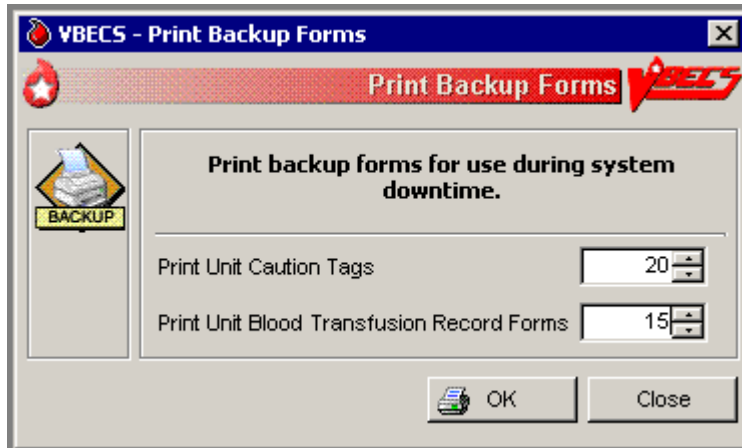 VBECS - Print Backup Forms
Print Backup Forms VBECS
BACKUP
Print backup forms for use during system
downtime.
Print Unit Caution Tags 20
Print Unit Blood Transfusion Record Forms 15
OK Close